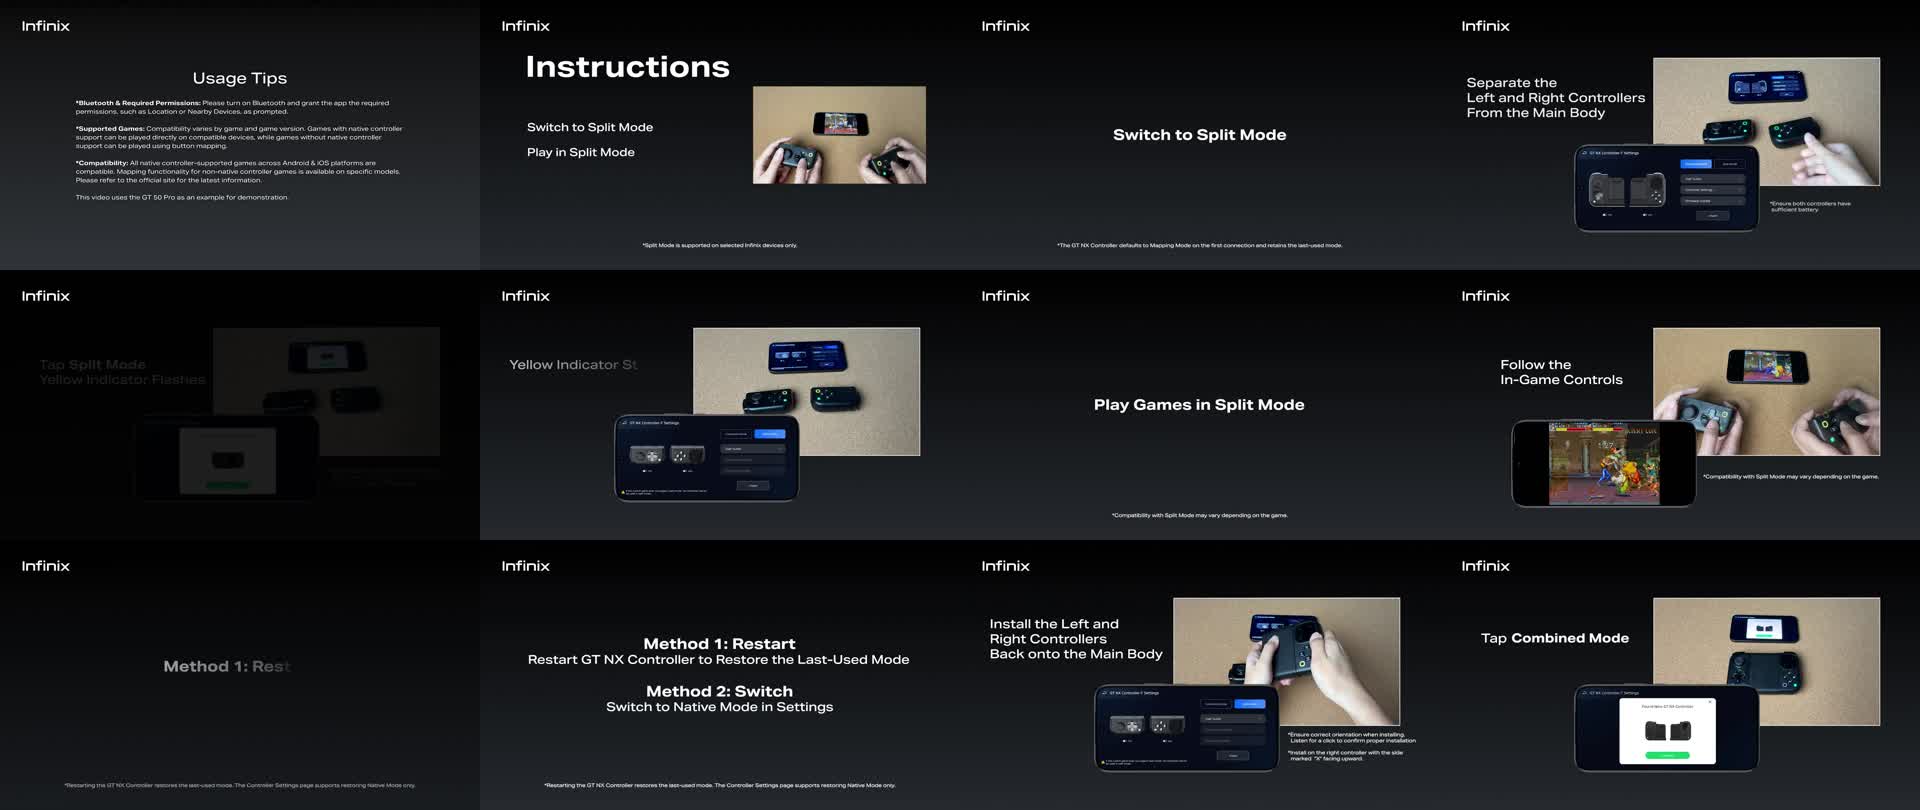 Infinix
Usage Tips
*Bluetooth & Required Permissions: Please turn on Bluetooth and grant the app the required
permissions, such as Location or Nearby Devices, as prompted.
*Supported Games: Compatibility varies by game and game version. Games with native controller
support can be played directly on compatible devices, while games without native controller
support can be played using button mapping.
*Compatibility: All native controller-supported games across Android & iOS platforms are
compatible. Mapping functionality for non-native controller games is available on specific models.
Please refer to the official site for the latest information.
This video uses the GT 50 Pro as an example for demonstration.
Infinix
Instructions
Switch to Split Mode
Play in Split Mode
*Split Mode is supported on selected Infinix devices only.
Infinix
Switch to Split Mode
*The GT NX Controller defaults to Mapping Mode on the first connection and retains the last-used mode.
Infinix
Separate the
Left and Right Controllers
From the Main Body
GT NX Controller-F Settings
*Ensure both controllers have
sufficient battery
Infinix
Tap Split Mode
Yellow Indicator Flashes
Infinix
Yellow Indicator St
GT NX Controller-F Settings
Infinix
Play Games in Split Mode
*Compatibility with Split Mode may vary depending on the game.
Infinix
Follow the
In-Game Controls
*Compatibility with Split Mode may vary depending on the game.
Infinix
Method 1: Rest
*Restarting the GT NX Controller restores the last-used mode. The Controller Settings page supports restoring Native Mode only.
Infinix
Method 1: Restart
Restart GT NX Controller to Restore the Last-Used Mode
Method 2: Switch
Switch to Native Mode in Settings
*Restarting the GT NX Controller restores the last-used mode. The Controller Settings page supports restoring Native Mode only.
Infinix
Install the Left and
Right Controllers
Back onto the Main Body
GT NX Controller-F Settings
*Ensure correct orientation when installing.
Listen for a click to confirm proper installation
*Install on the right controller with the side
marked "X" facing upward.
Infinix
Tap Combined Mode
GT NX Controller-F Settings